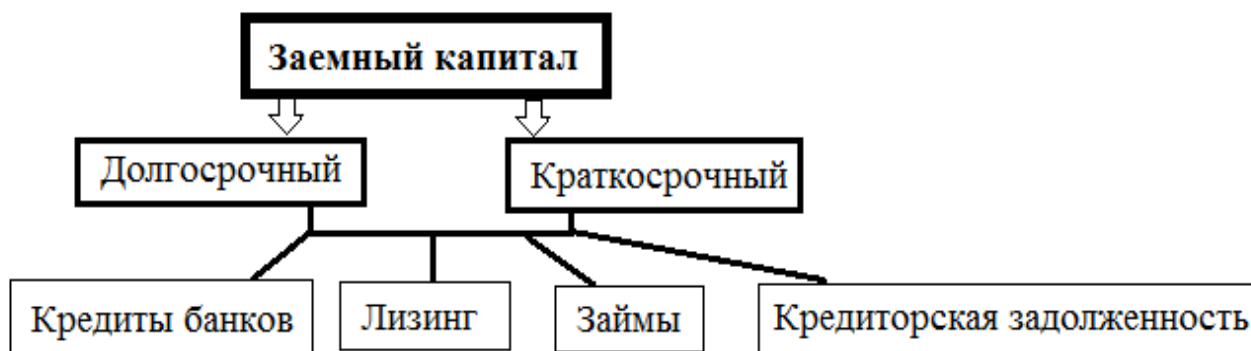 Заемный капитал
Долгосрочный
Краткосрочный
Кредиты банков
Лизинг
Займы
Кредиторская задолженность